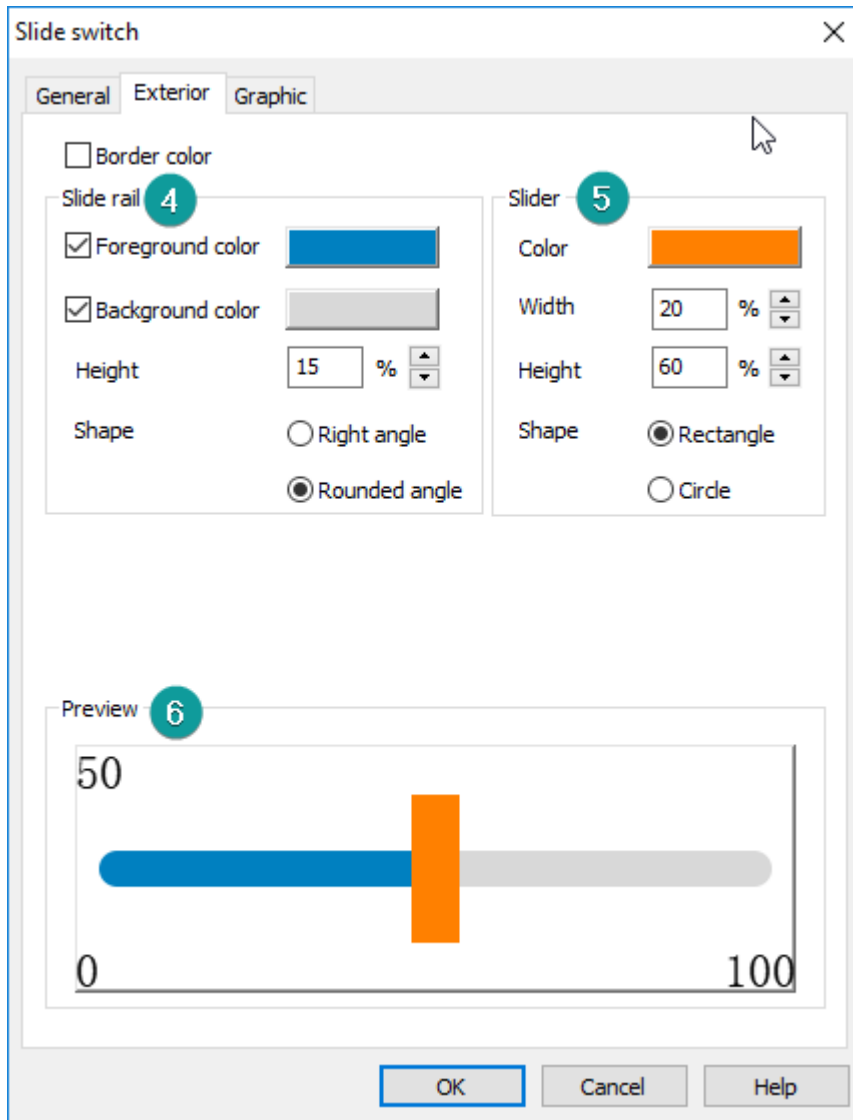 Slide switch
General Exterior Graphic
Border color
Slide rail 4
Foreground color
Background color
Height 15 %
Shape Right angle
Rounded angle
Slider 5
Color
Width 20 %
Height 60 %
Shape Rectangle
Circle
Preview 6
50
0 100
OK Cancel Help